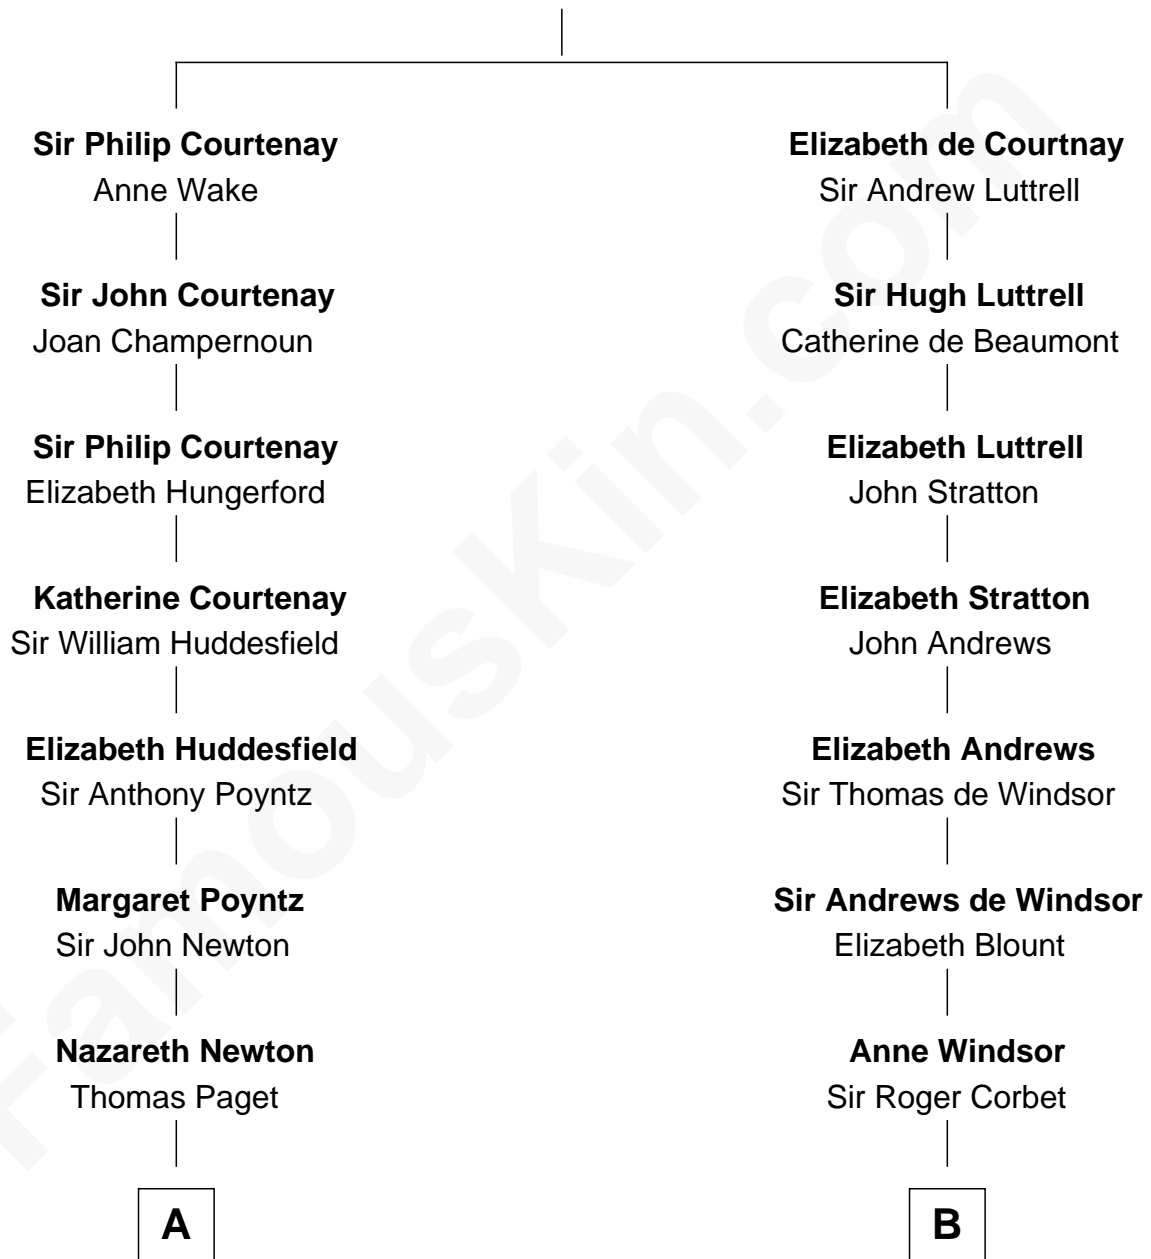 Sir Philip Courtenay
Anne Wake
Sir John Courtenay
Joan Champernoun
Sir Philip Courtenay
Elizabeth Hungerford
Katherine Courtenay
Sir William Huddesfield
Elizabeth Huddesfield
Sir Anthony Poyntz
Margaret Poyntz
Sir John Newton
Nazareth Newton
Thomas Paget
A
Elizabeth de Courtnay
Sir Andrew Luttrell
Sir Hugh Luttrell
Catherine de Beaumont
Elizabeth Luttrell
John Stratton
Elizabeth Stratton
John Andrews
Elizabeth Andrews
Sir Thomas de Windsor
Sir Andrews de Windsor
Elizabeth Blount
Anne Windsor
Sir Roger Corbet
B
FamousKin.com